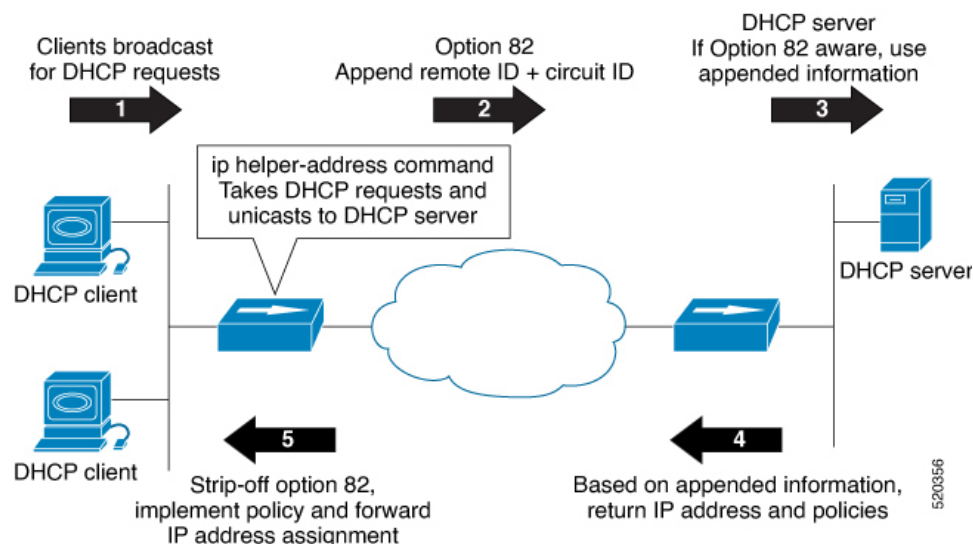 Clients broadcast
for DHCP requests
1
Option 82
Append remote ID + circuit ID
2
DHCP server
If Option 82 aware, use
appended information
3
ip helper-address command
Takes DHCP requests and
unicasts to DHCP server
DHCP client
DHCP server
DHCP client
5
Strip-off option 82,
implement policy and forward
IP address assignment
4
Based on appended information,
return IP address and policies
520356